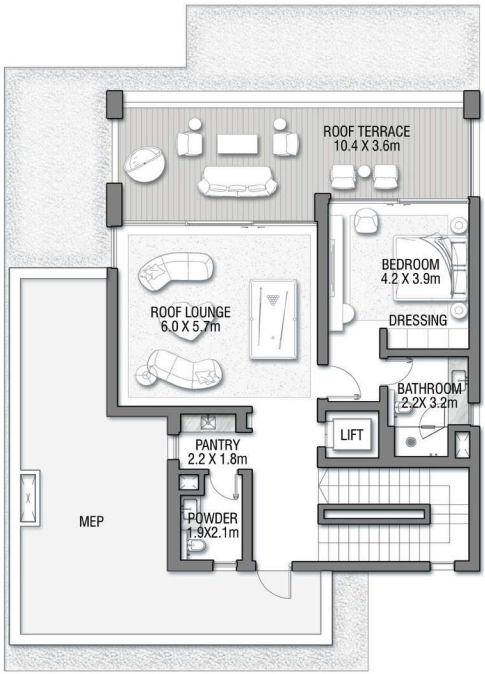 ROOF TERRACE
10.4 X 3.6m
BEDROOM
4.2 X 3.9m
ROOF LOUNGE
6.0 X 5.7m
DRESSING
BATHROOM
2.2X 3.2m
LIFT
PANTRY
2.2 X 1.8m
MEP
POWDER
1.9X2.1m